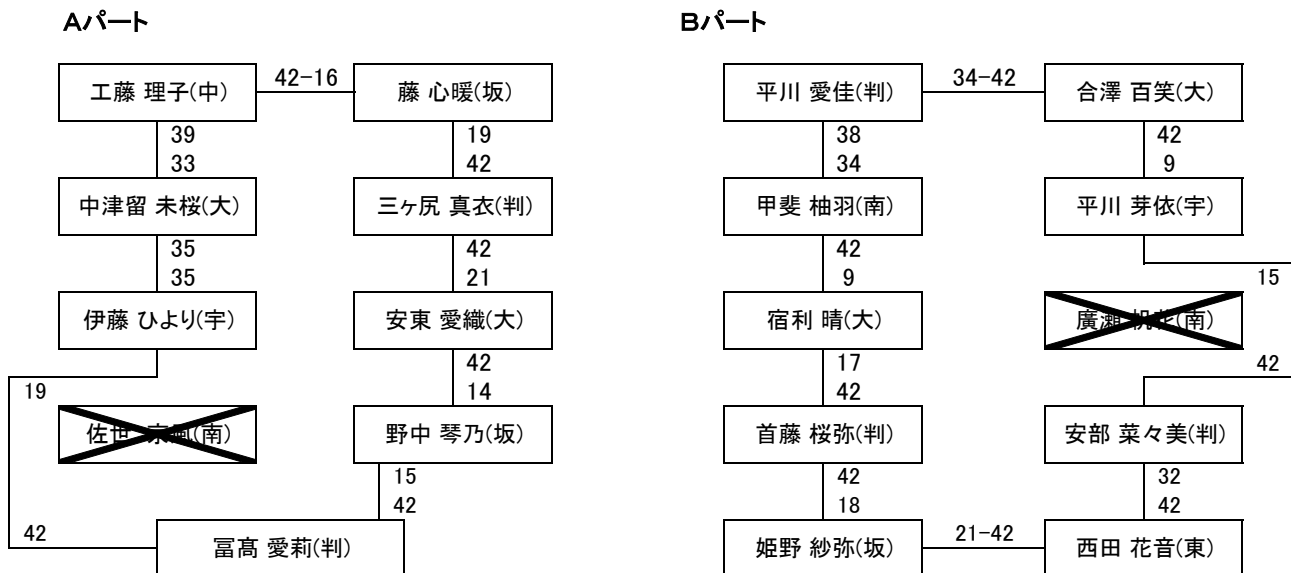 Aパート
Bパート
工藤 理子(中)
42-16
藤 心暖(坂)
平川 愛佳(判)
34-42
合澤 百笑(大)
39
19
38
42
33
42
34
9
中津留 未桜(大)
三ヶ尻 真衣(判)
甲斐 柚羽(南)
平川 芽依(宇)
35
42
42
35
21
9
15
伊藤 ひより(宇)
安東 愛織(大)
宿利 晴(大)
廣瀬 (南)
19
42
17
42
14
42
佐世 (南)
野中 琴乃(坂)
首藤 桜弥(判)
安部 菜々美(判)
15
42
32
42
18
42
42
42
冨髙 愛莉(判)
姫野 紗弥(坂)
21-42
西田 花音(東)